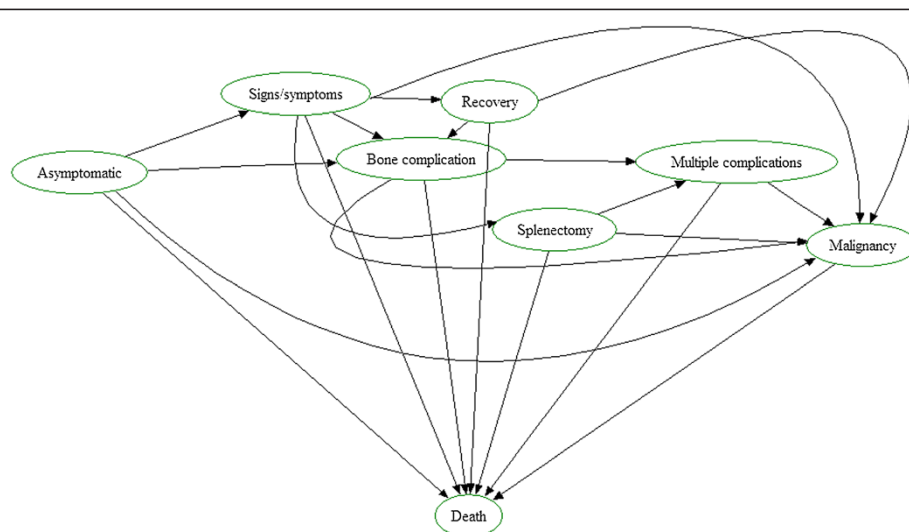 Signs/symptoms
Recovery
Bone complication
Multiple complications
Asymptomatic
Splenectomy
Malignancy
Death